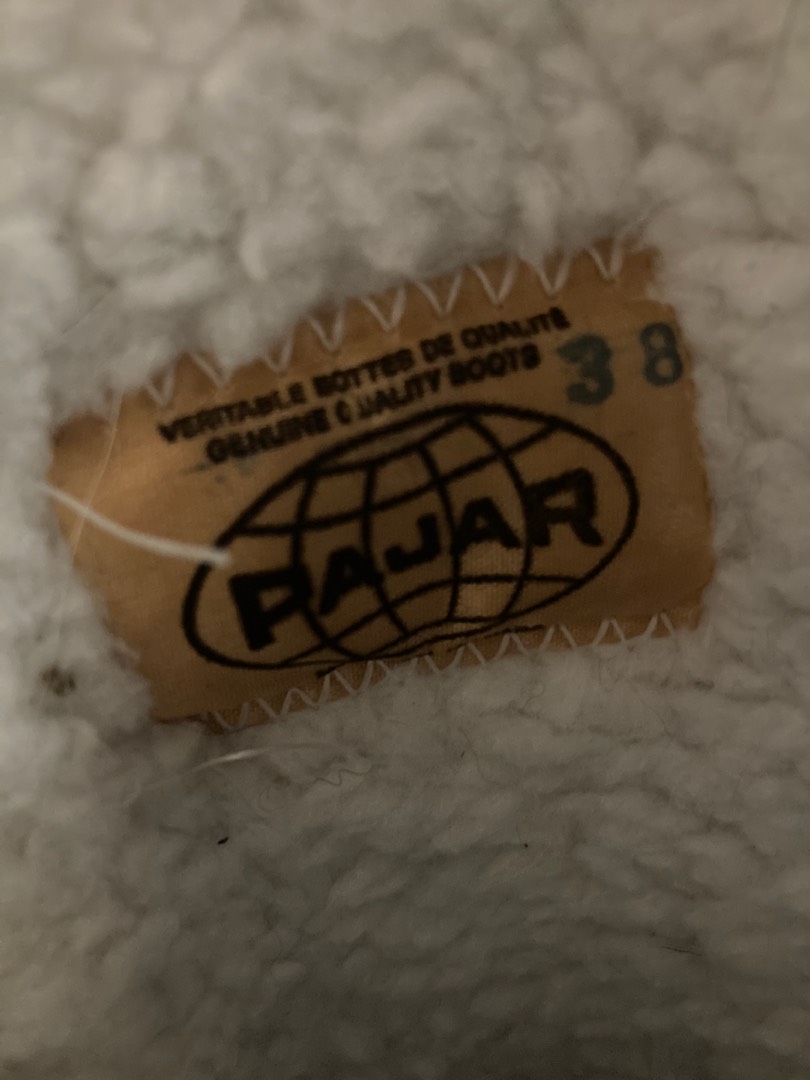 VERITABLE BOTTES DE QUALITÉ
GENUINE QUALITY BOOTS
38
PAJAR